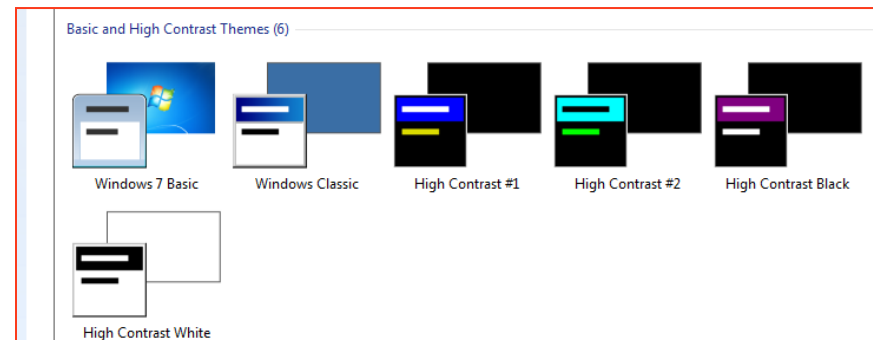 Basic and High Contrast Themes (6)
Windows 7 Basic
Windows Classic
High Contrast #1
High Contrast #2
High Contrast Black
High Contrast White